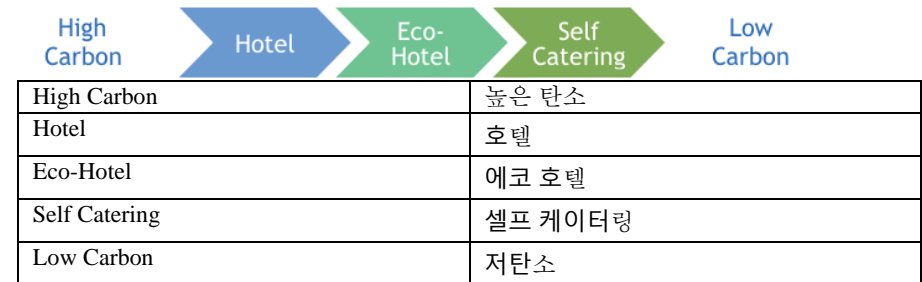 High
Carbon
Hotel
Eco-
Hotel
Self
Catering
Low
Carbon
High Carbon 높은 탄소
Hotel 호텔
Eco-Hotel 에코 호텔
Self Catering 셀프 케이터링
Low Carbon 저탄소